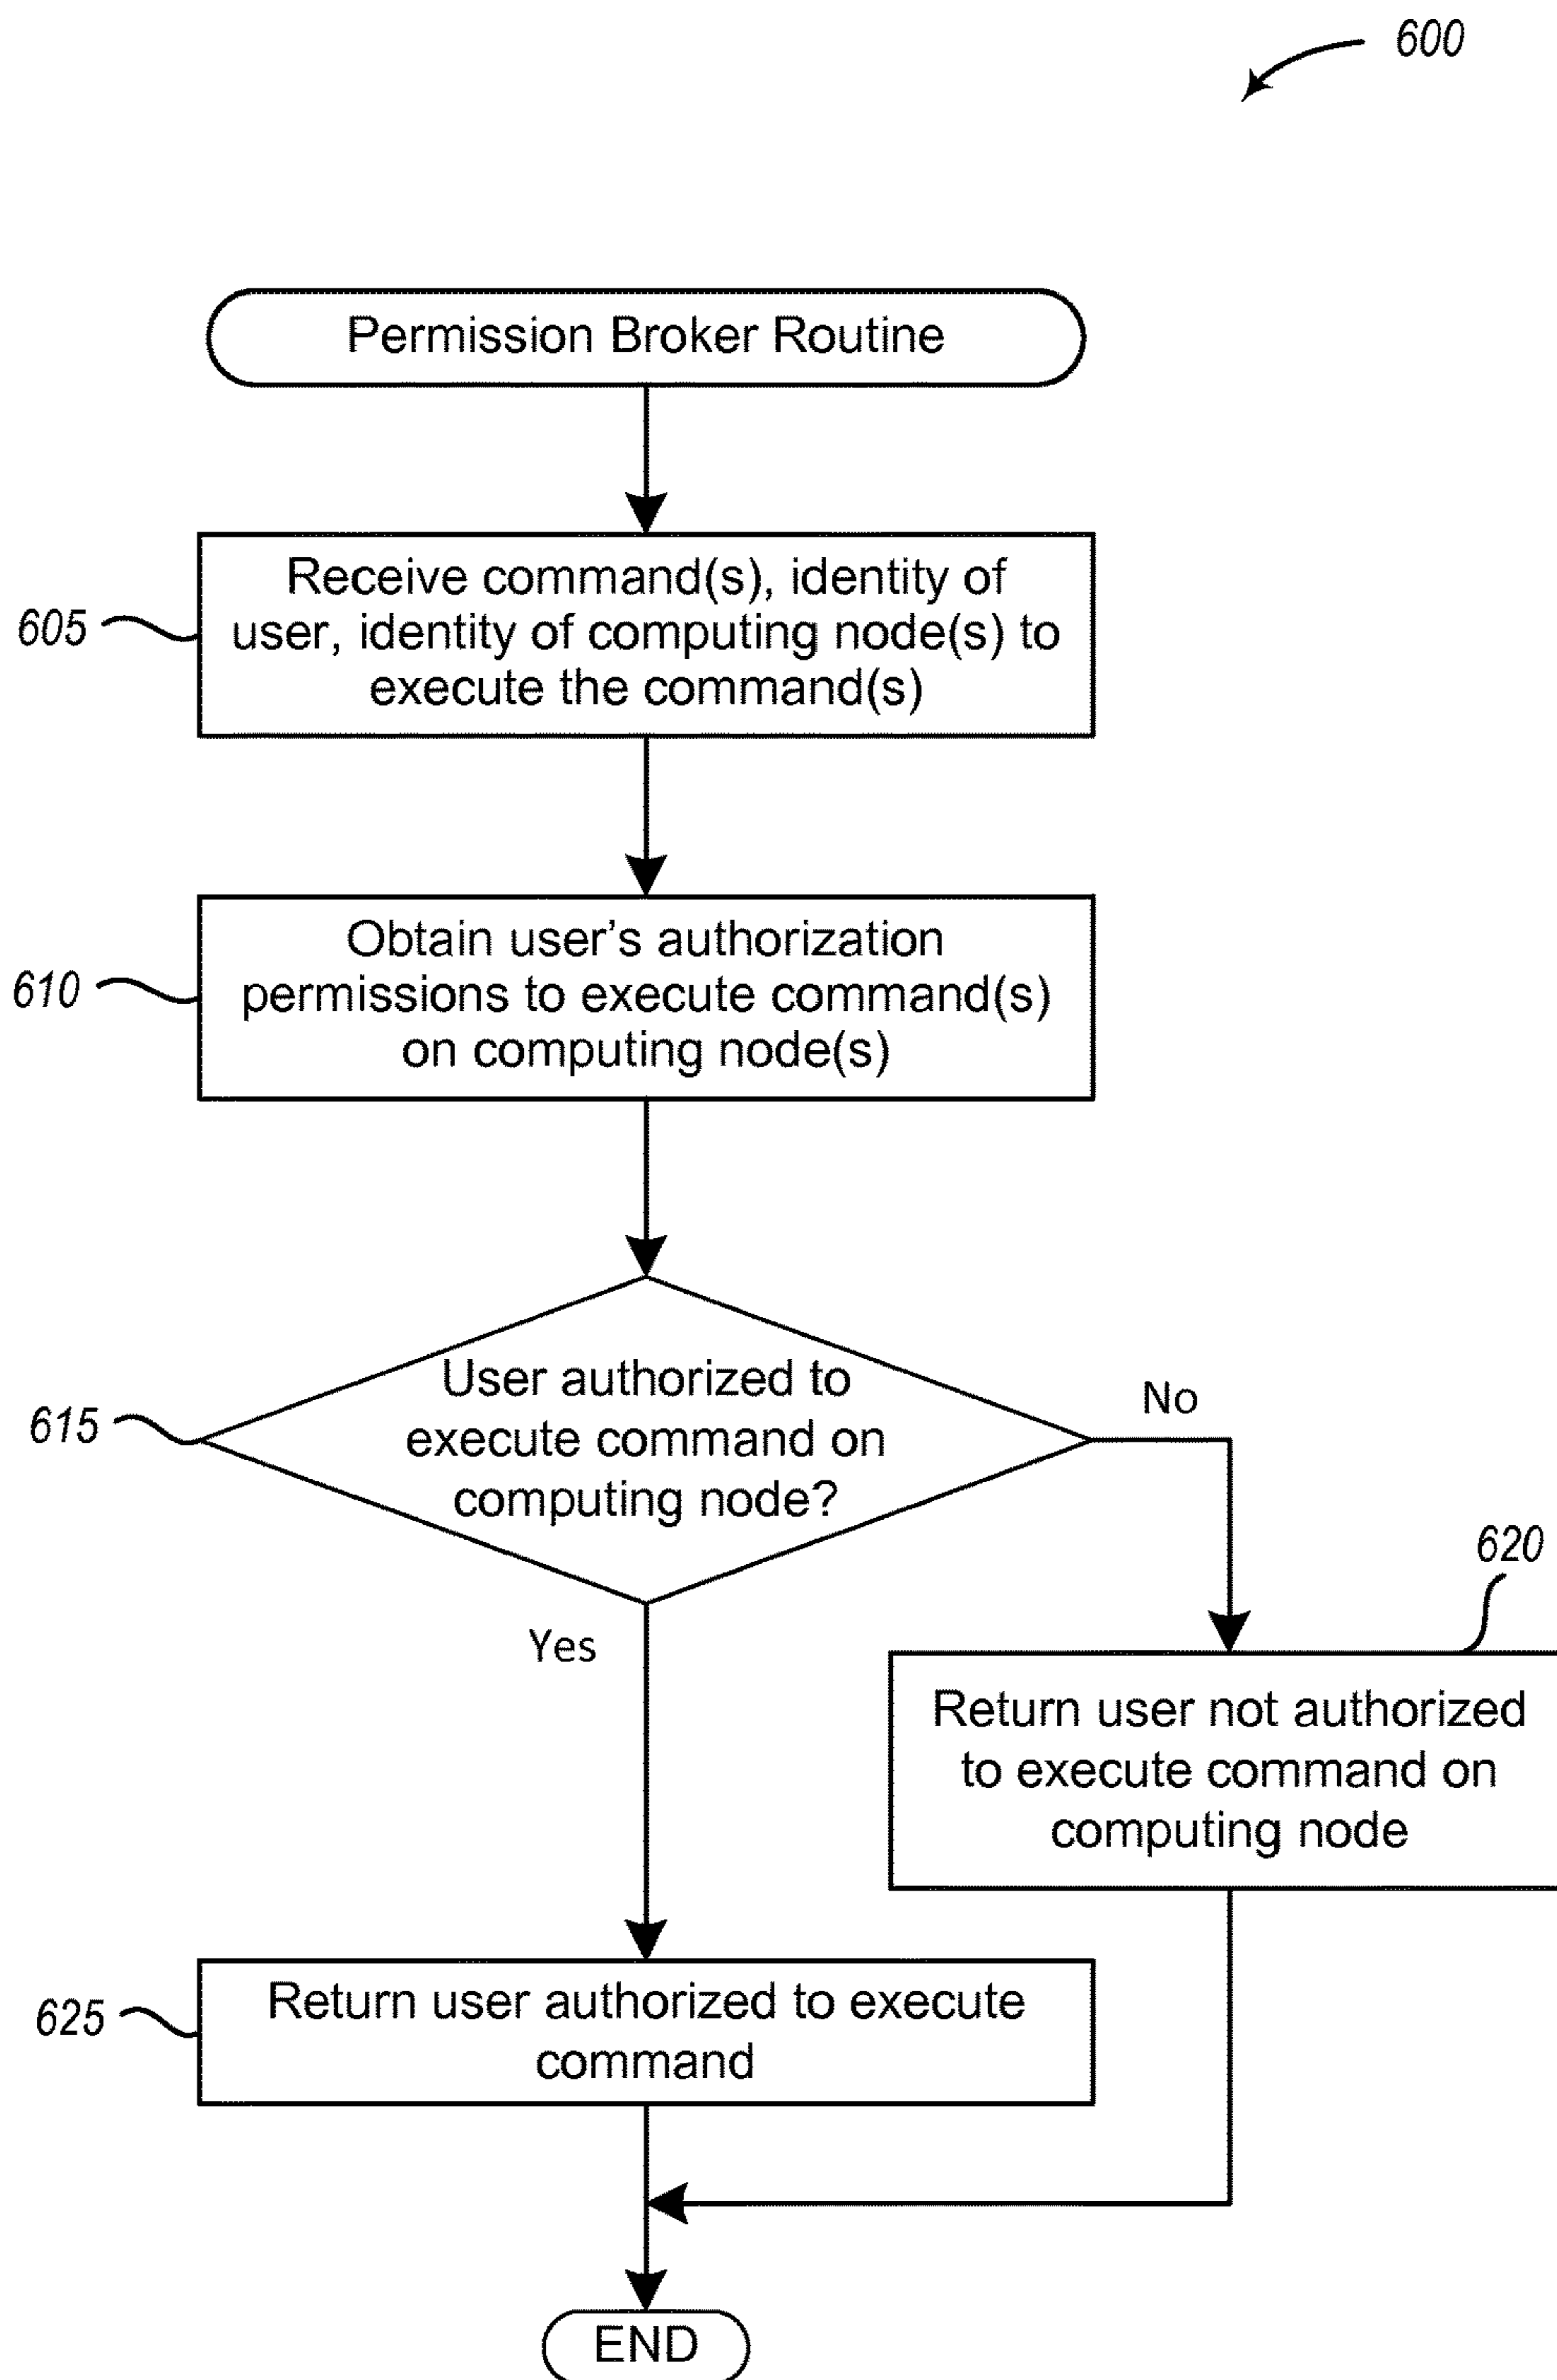 600
Permission Broker Routine
605
Receive command(s), identity of
user, identity of computing node(s) to
execute the command(s)
610
Obtain user's authorization
permissions to execute command(s)
on computing node(s)
615
User authorized to
execute command on
computing node?
No
Yes
620
Return user not authorized
to execute command on
computing node
625
Return user authorized to execute
command
END